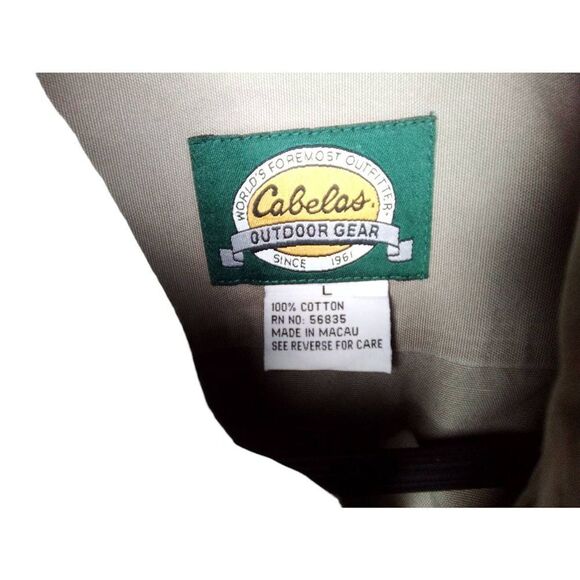 WORLD'S FOREMOST OUTFITTER.
Cabelas.
OUTDOOR GEAR
SINCE 1961
L
100% COTTON
RN NO: 56835
MADE IN MACAU
SEE REVERSE FOR CARE